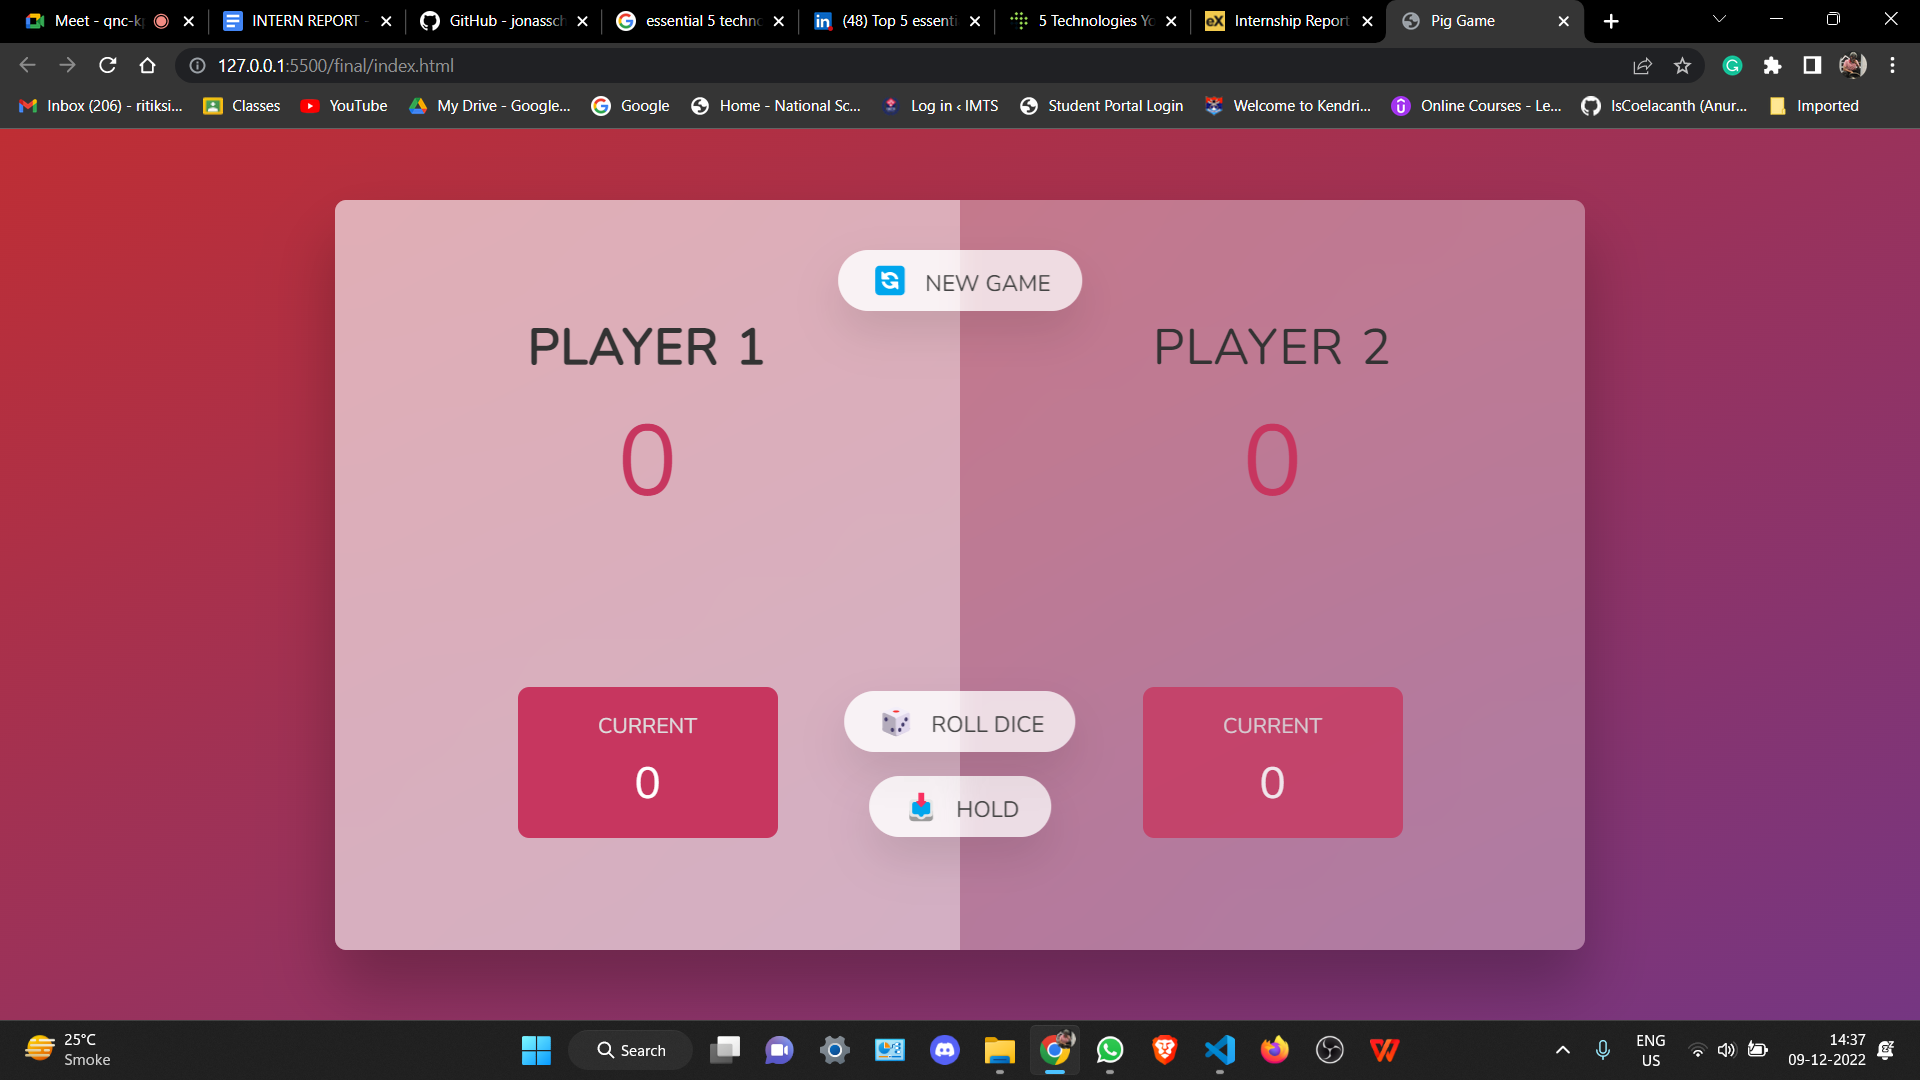 Meet - qnc-k
INTERN REPORT -
GitHub - jonassch
essential 5 techno
(48) Top 5 essenti
5 Technologies Yo
Internship Report
Pig Game
127.0.0.1:5500/final/index.html
Inbox (206) - ritiksi...
Classes
YouTube
My Drive - Google...
Google
Home - National Sc...
Log in ‹ IMTS
Student Portal Login
Welcome to Kendri...
Online Courses - Le...
IsCoelacanth (Anur...
Imported
NEW GAME
PLAYER 1
PLAYER 2
0
0
CURRENT
0
ROLL DICE
HOLD
CURRENT
0
25°C
Smoke
Search
ENG
US
14:37
09-12-2022